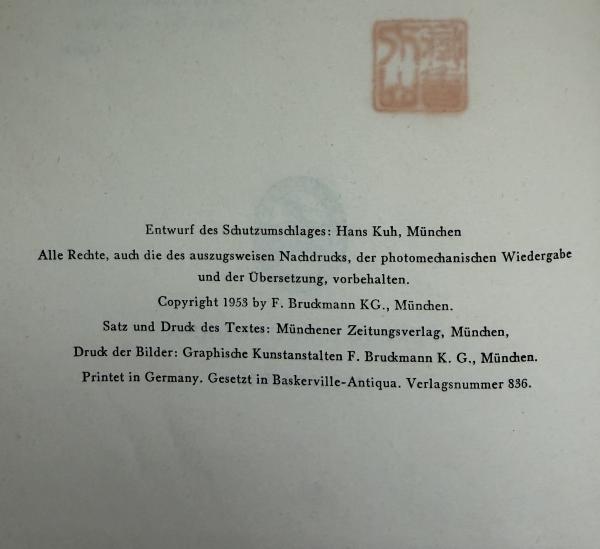 Entwurf des Schutzumschlages: Hans Kuh, München
Alle Rechte, auch die des auszugsweisen Nachdrucks, der photomechanischen Wiedergabe
und der Übersetzung, vorbehalten.
Copyright 1953 by F. Bruckmann KG., München.
Satz und Druck des Textes: Münchener Zeitungsverlag, München,
Druck der Bilder: Graphische Kunstanstalten F. Bruckmann K. G., München.
Printet in Germany. Gesetzt in Baskerville-Antiqua. Verlagsnummer 836.